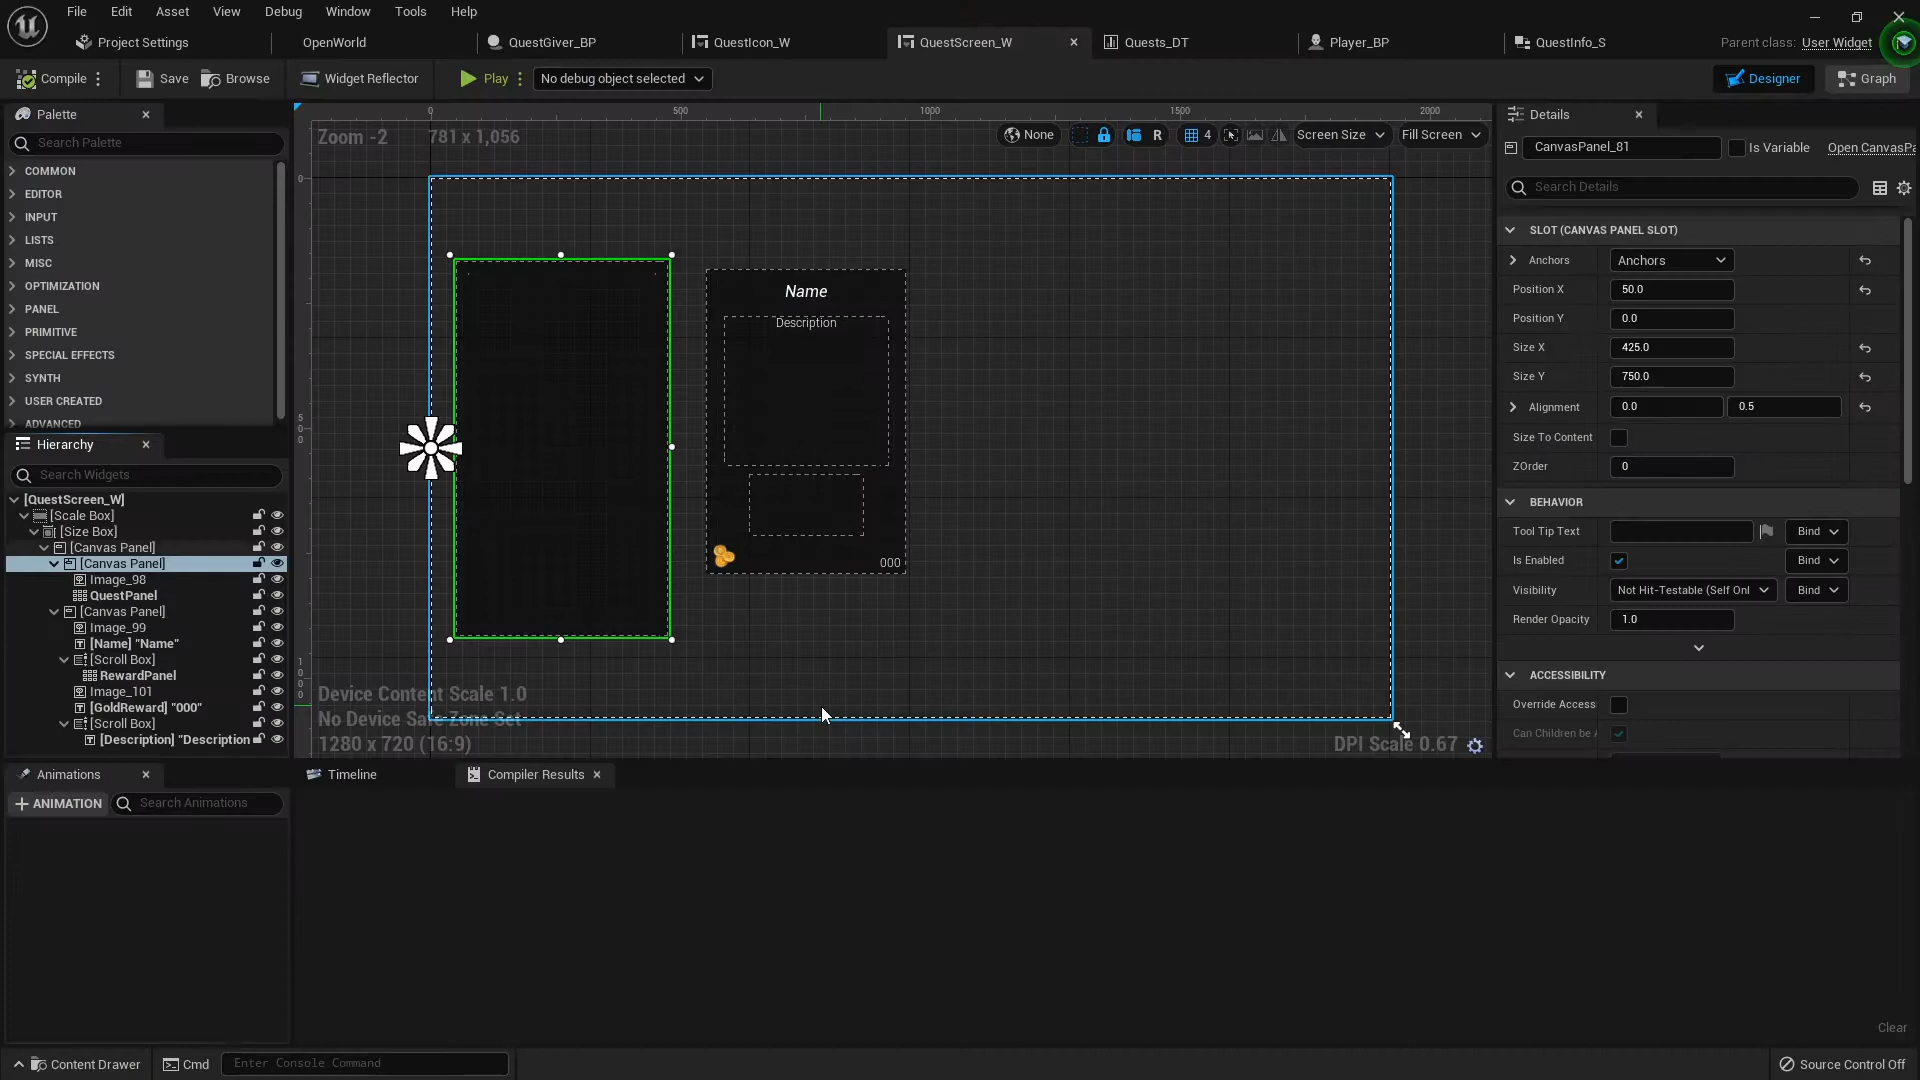 File Edit Asset View Debug Window Tools Help
Project Settings OpenWorld QuestGiver_BP QuestIcon_W QuestScreen_W Quests_DT Player_BP QuestInfo_S Parent class: User Widget
Compile Save Browse Widget Reflector Play No debug object selected Designer Graph
Palette
Search Palette
COMMON
EDITOR
INPUT
LISTS
MISC
OPTIMIZATION
PANEL
PRIMITIVE
SPECIAL EFFECTS
SYNTH
USER CREATED
ADVANCED
Hierarchy
Search Widgets
[QuestScreen_W]
[Scale Box]
[Size Box]
[Canvas Panel]
[Canvas Panel]
Image_98
QuestPanel
[Canvas Panel]
Image_99
[Name] "Name"
[Scroll Box]
RewardPanel
Image_101
[GoldReward] "000"
[Scroll Box]
[Description] "Description
Animations
ANIMATION Search Animations
0 500 1000 1500 2000
Zoom -2 781 x 1,056 None R 4 Screen Size Fill Screen
0
500
1000
Name
Description
000
Device Content Scale 1.0
No Device Safe Zone Set
1280 x 720 (16:9) DPI Scale 0.67
Timeline Compiler Results
Clear
Details
CanvasPanel_81 Is Variable Open CanvasPa
Search Details
SLOT (CANVAS PANEL SLOT)
Anchors Anchors
Position X 50.0
Position Y 0.0
Size X 425.0
Size Y 750.0
Alignment 0.0 0.5
Size To Content
ZOrder 0
BEHAVIOR
Tool Tip Text Bind
Is Enabled Bind
Visibility Not Hit-Testable (Self Onl Bind
Render Opacity 1.0
ACCESSIBILITY
Override Access
Can Children be A
Content Drawer Cmd Enter Console Command Source Control Off